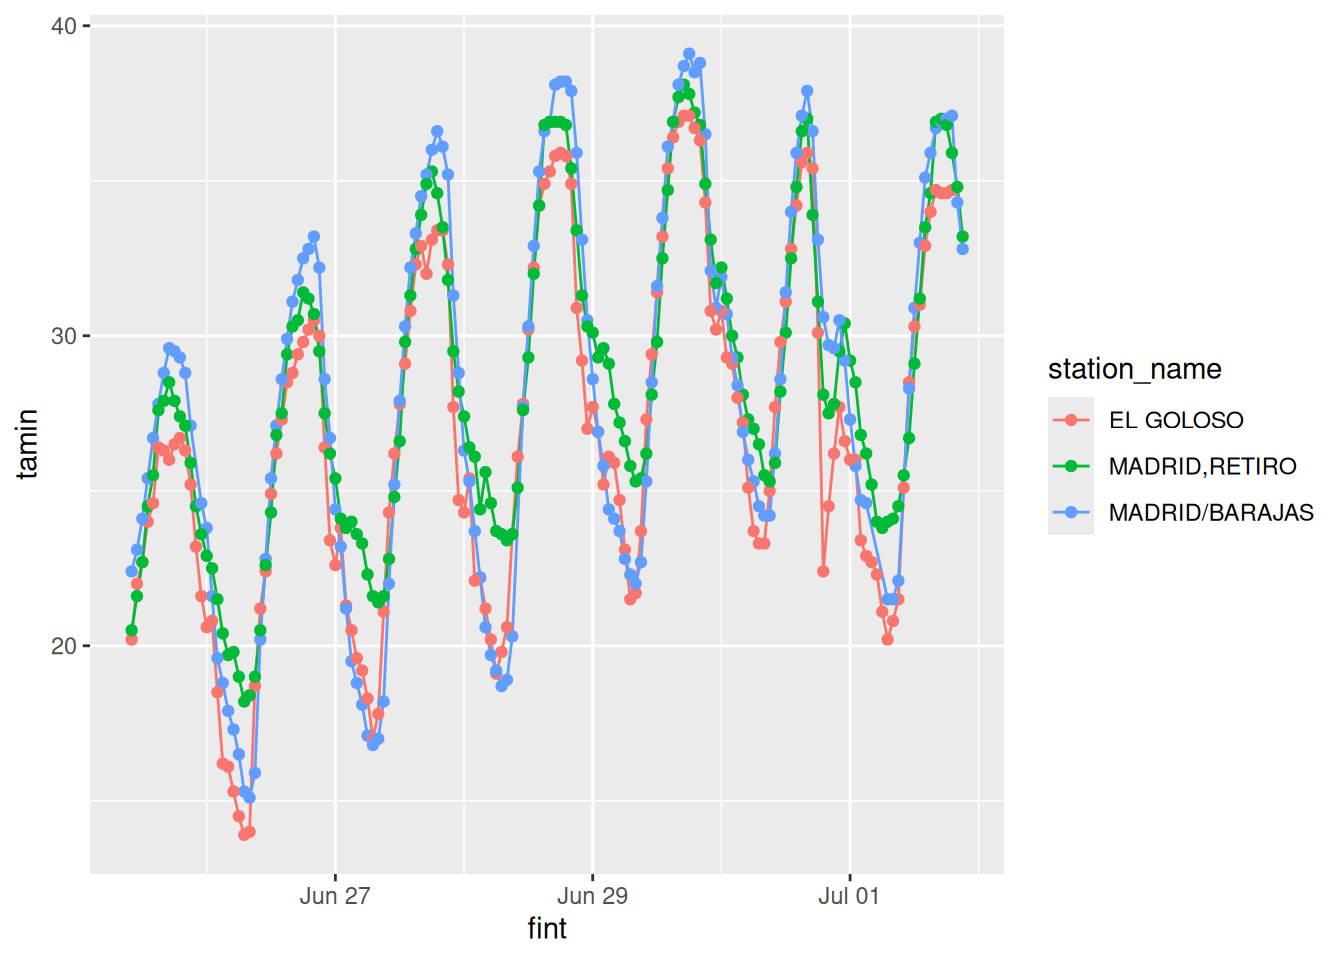 40
30
20
tamin
Jun 27
Jun 29
Jul 01
fint
station_name
EL GOLOSO
MADRID,RETIRO
MADRID/BARAJAS